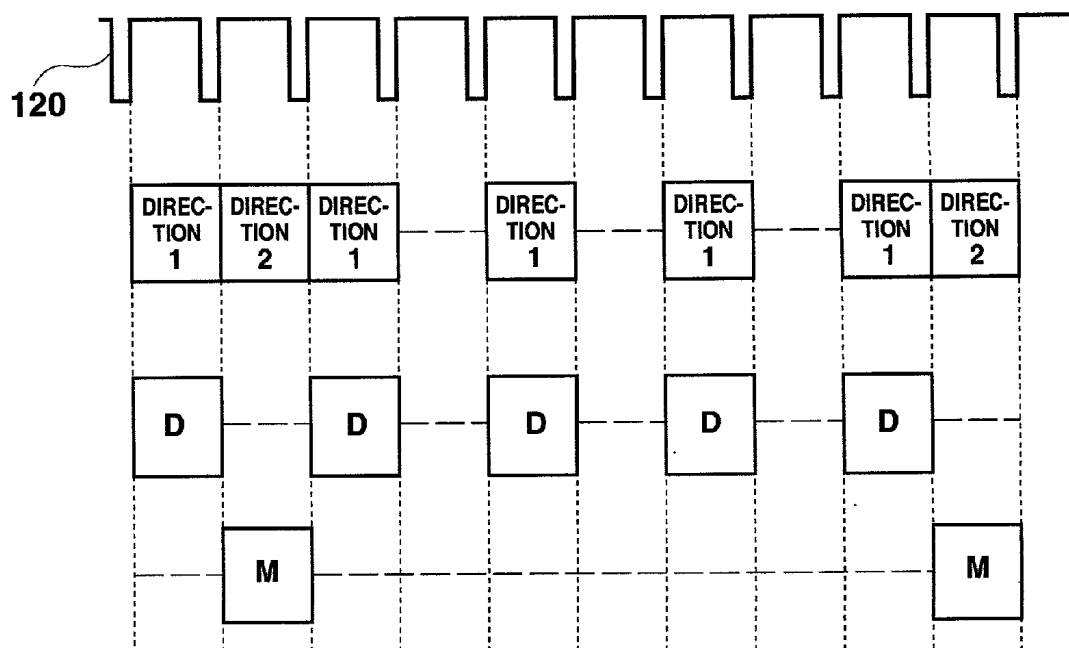 120
DIREC-
TION
1
DIREC-
TION
2
DIREC-
TION
1
DIREC-
TION
1
DIREC-
TION
1
DIREC-
TION
1
DIREC-
TION
2
D
D
D
D
D
M
M